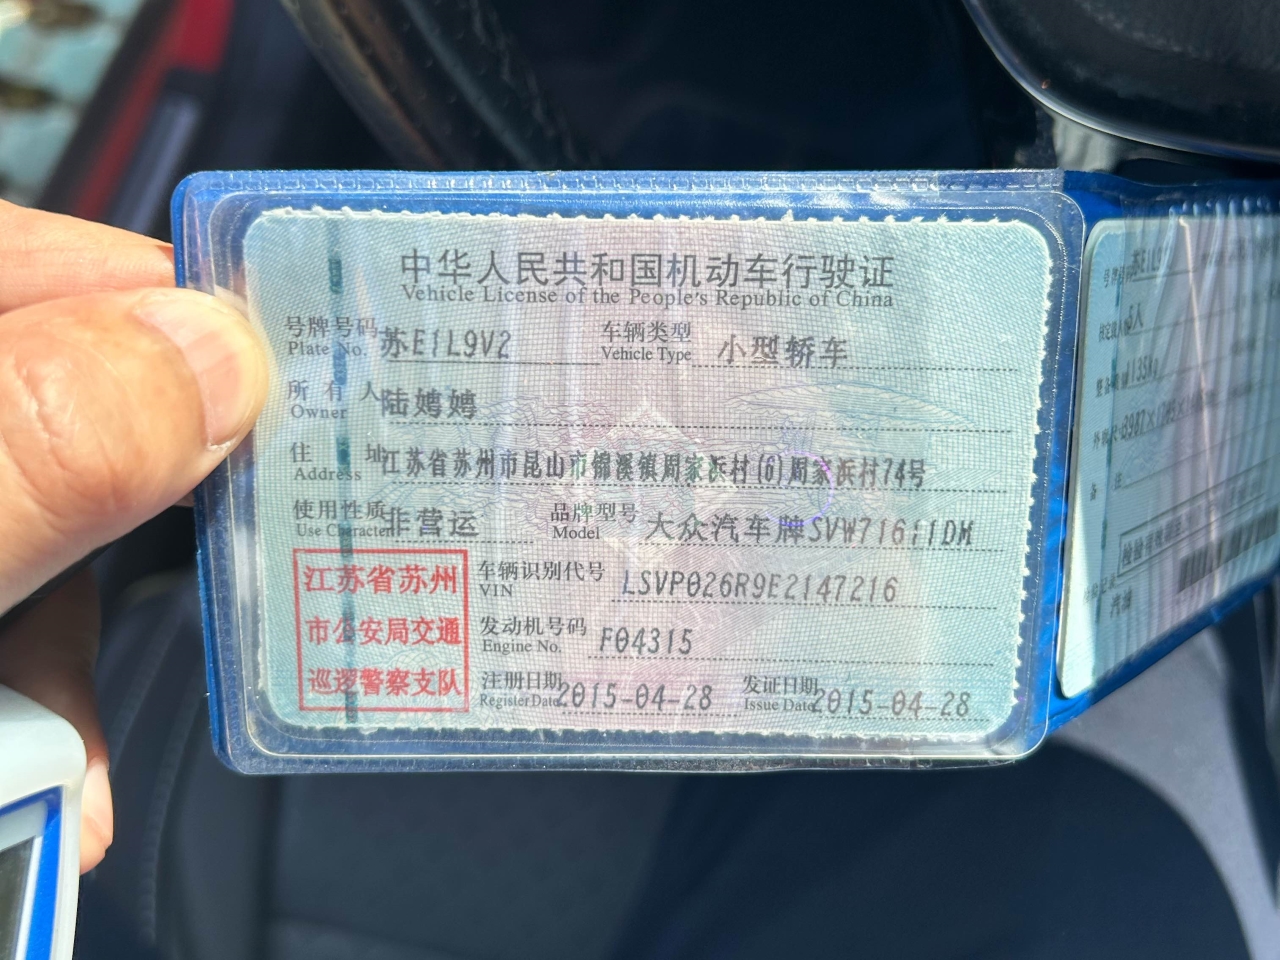 中华人民共和国机动车行驶证
Vehicle License of the People's Republic of China
号牌号码 苏E1L9V2 车辆类型 小型轿车
Plate No. Vehicle Type
所有人 陆娉娉
Owner
住址 江苏省苏州市昆山市锦溪镇周家浜村(6)周家浜村74号
Address
使用性质 非营运 品牌型号 大众汽车牌SVW71611DM
Use Character Model
江苏省苏州
市公安局交通
巡逻警察支队
车辆识别代号 LSVP026R9E2147216
VIN
发动机号码 F04315
Engine No.
注册日期 2015-04-28 发证日期 2015-04-28
Register Date Issue Date